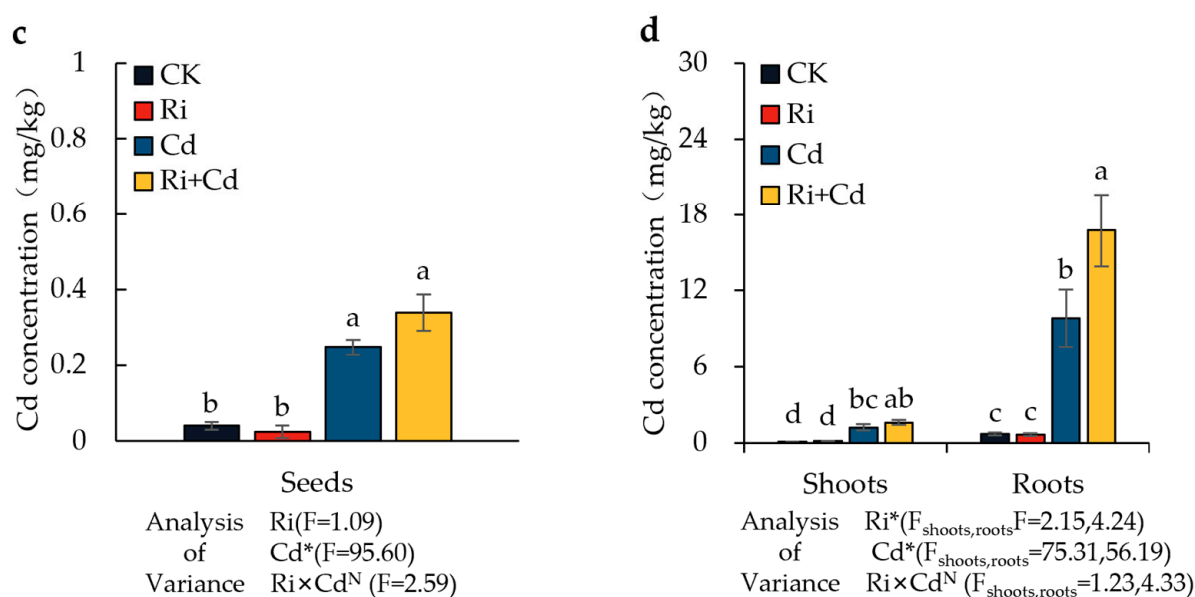 c
Cd concentration（mg/kg）
1
0.8
0.6
0.4
0.2
0
CK
Ri
Cd
Ri+Cd
b
b
a
a
Seeds
Analysis of Variance
Ri(F=1.09)
Cd*(F=95.60)
Ri×Cdᴺ (F=2.59)
d
Cd concentration（mg/kg）
30
24
18
12
6
0
CK
Ri
Cd
Ri+Cd
d
d
bc
ab
c
c
b
a
Shoots
Roots
Analysis of Variance
Ri*(Fshoots,rootsF=2.15,4.24)
Cd*(Fshoots,roots=75.31,56.19)
Ri×Cdᴺ (Fshoots,roots=1.23,4.33)